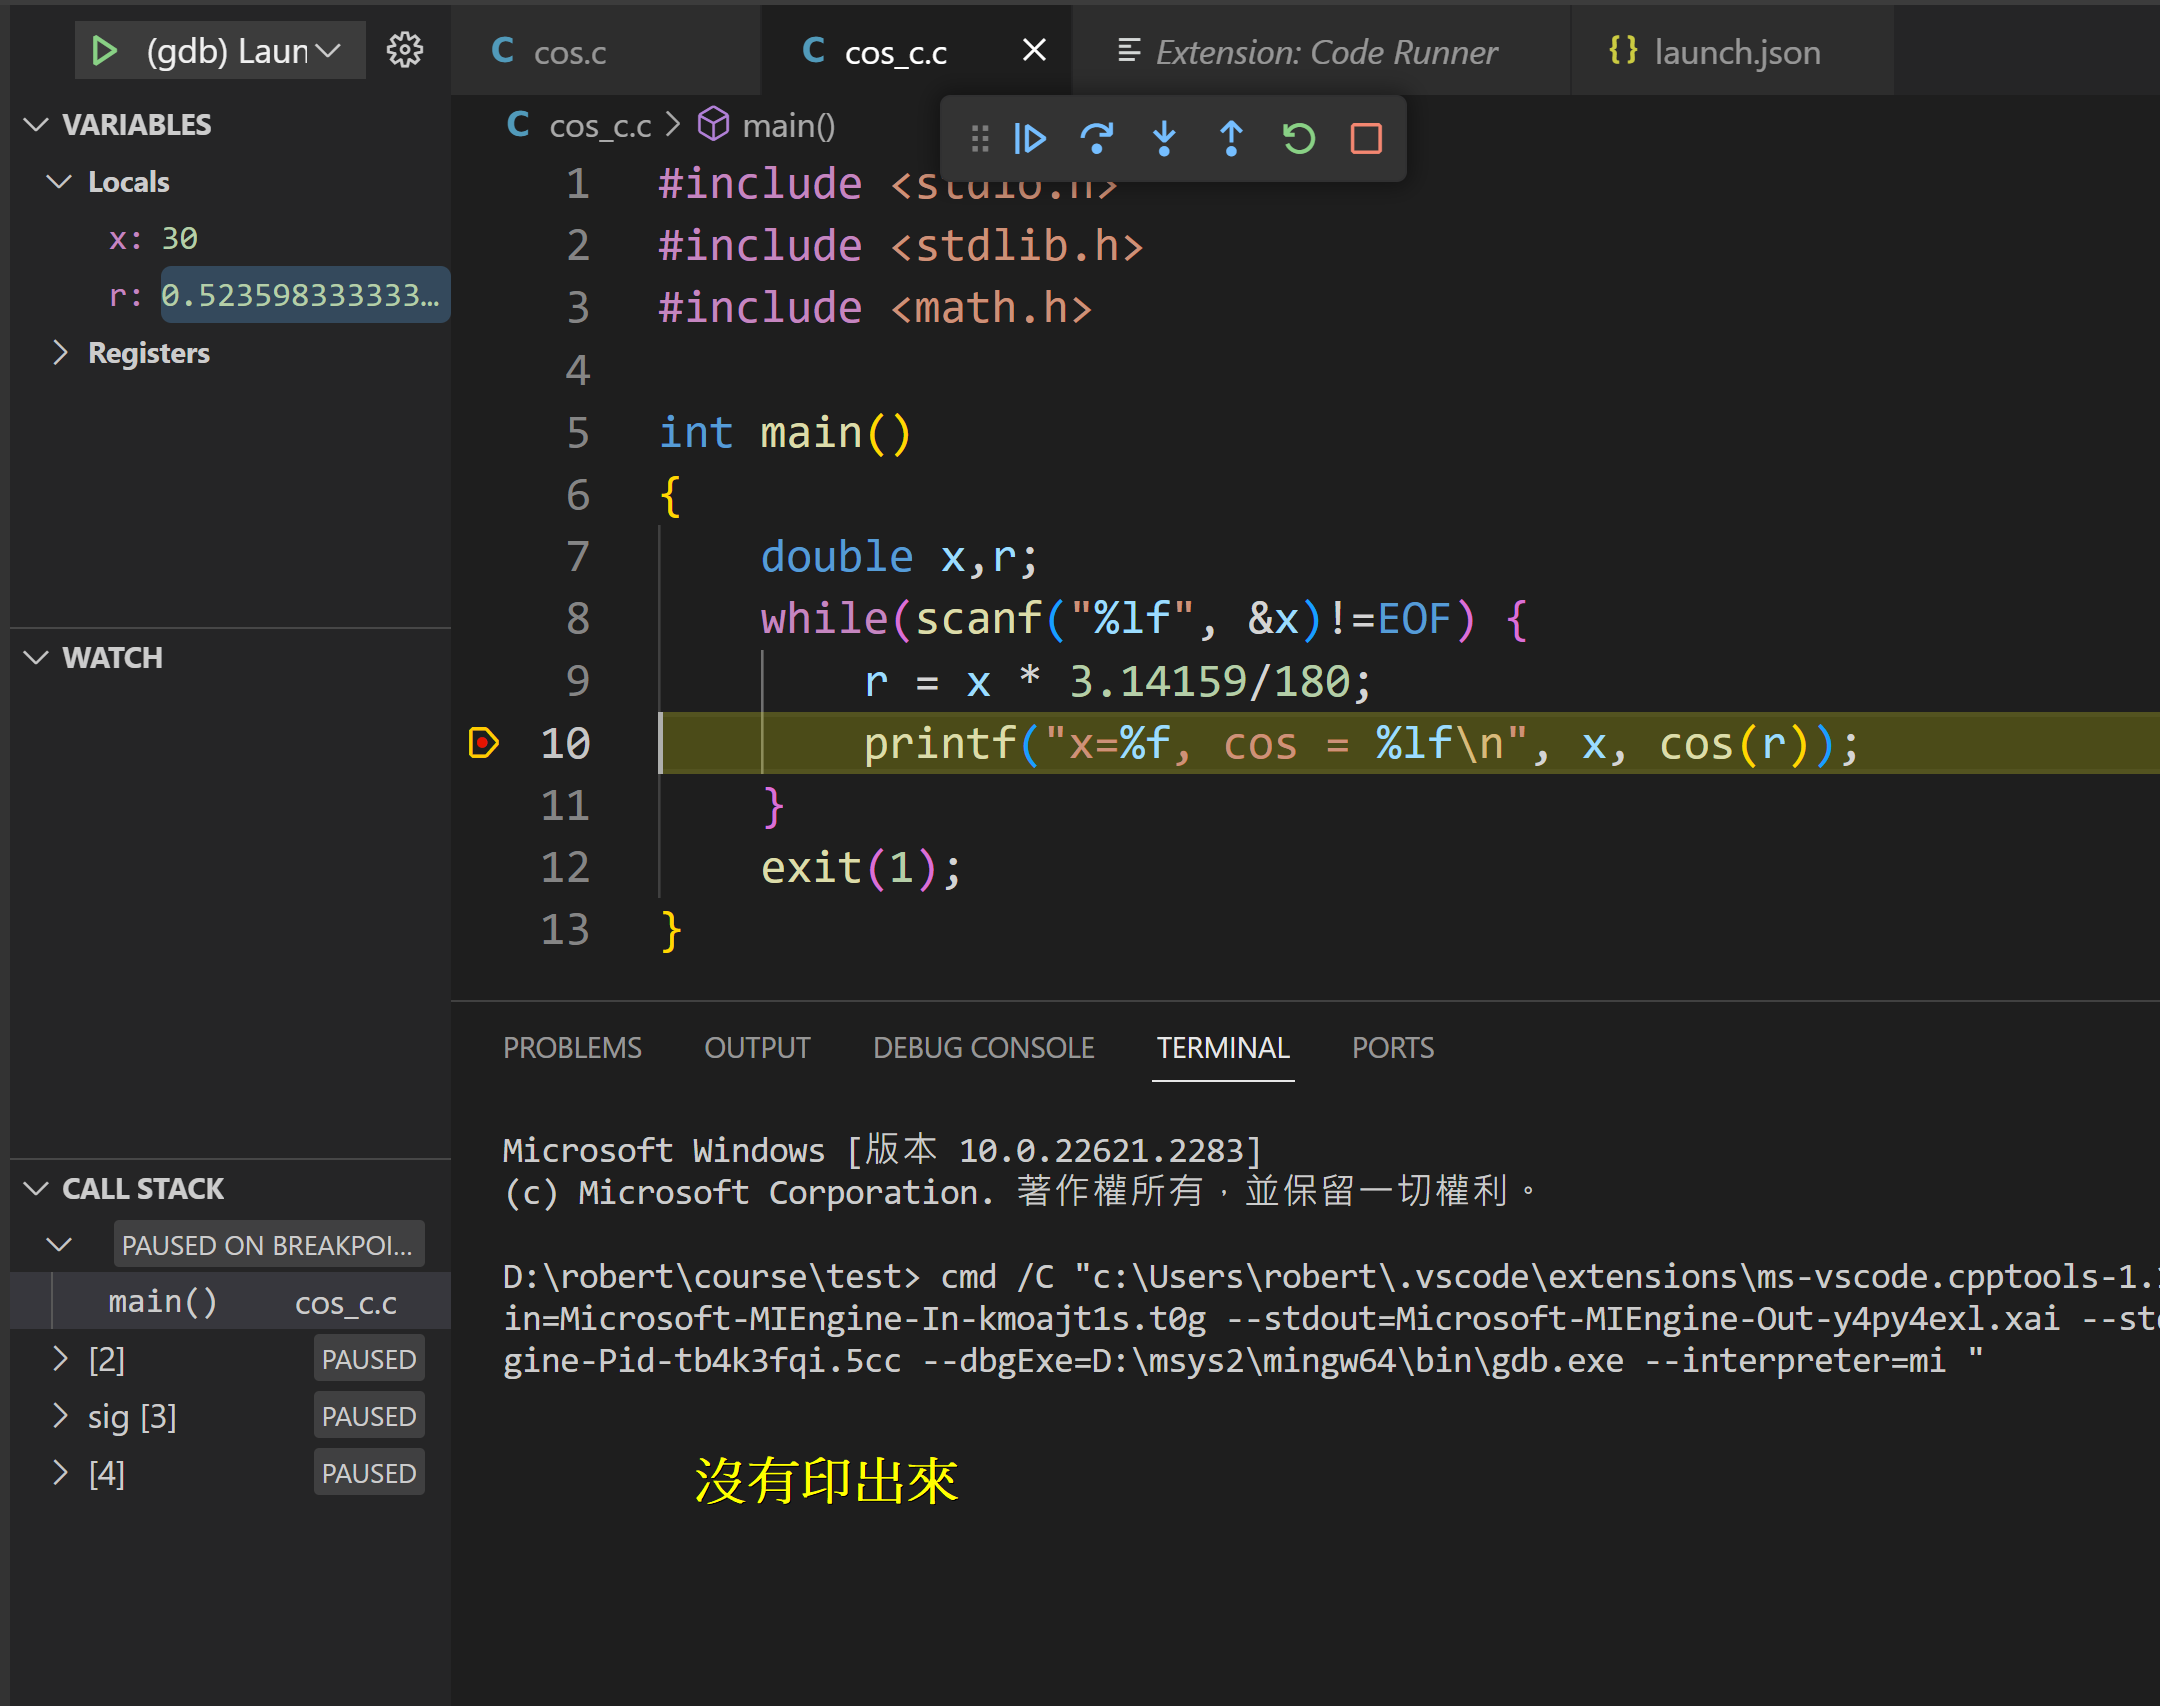 (gdb) Laun
cos.c
cos_c.c
Extension: Code Runner
launch.json
VARIABLES
Locals
x: 30
r: 0.523598333333...
Registers
WATCH
CALL STACK
PAUSED ON BREAKPOI...
main() cos_c.c
[2] PAUSED
sig [3] PAUSED
[4] PAUSED
cos_c.c > main()
1 #include <stdio.h>
2 #include <stdlib.h>
3 #include <math.h>
4
5 int main()
6 {
7 double x,r;
8 while(scanf("%lf", &x)!=EOF) {
9 r = x * 3.14159/180;
10 printf("x=%f, cos = %lf\n", x, cos(r));
11 }
12 exit(1);
13 }
PROBLEMS OUTPUT DEBUG CONSOLE TERMINAL PORTS
Microsoft Windows [版本 10.0.22621.2283]
(c) Microsoft Corporation. 著作權所有，並保留一切權利。
D:\robert\course\test> cmd /C "c:\Users\robert\.vscode\extensions\ms-vscode.cpptools-1.
in=Microsoft-MIEngine-In-kmoajt1s.t0g --stdout=Microsoft-MIEngine-Out-y4py4exl.xai --st
gine-Pid-tb4k3fqi.5cc --dbgExe=D:\msys2\mingw64\bin\gdb.exe --interpreter=mi "
沒有印出來